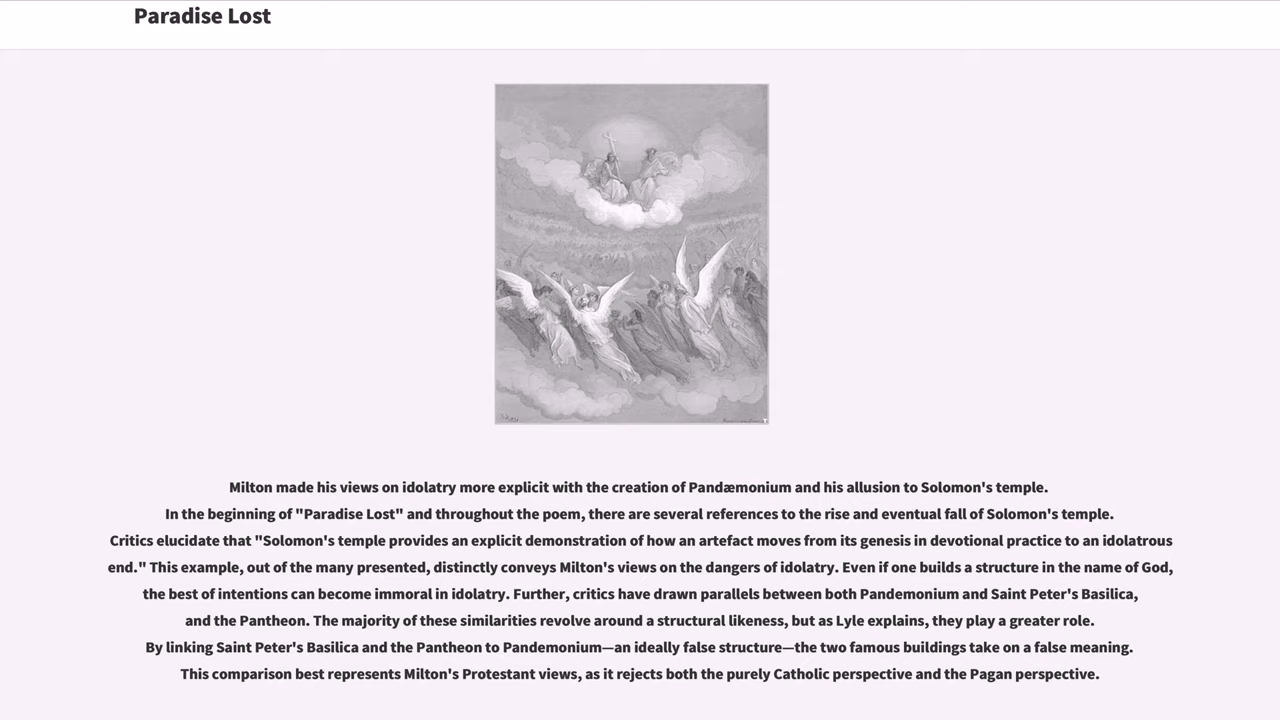 Paradise Lost
Milton made his views on idolatry more explicit with the creation of Pandæmonium and his allusion to Solomon's temple.
In the beginning of "Paradise Lost" and throughout the poem, there are several references to the rise and eventual fall of Solomon's temple.
Critics elucidate that "Solomon's temple provides an explicit demonstration of how an artefact moves from its genesis in devotional practice to an idolatrous
end." This example, out of the many presented, distinctly conveys Milton's views on the dangers of idolatry. Even if one builds a structure in the name of God,
the best of intentions can become immoral in idolatry. Further, critics have drawn parallels between both Pandemonium and Saint Peter's Basilica,
and the Pantheon. The majority of these similarities revolve around a structural likeness, but as Lyle explains, they play a greater role.
By linking Saint Peter's Basilica and the Pantheon to Pandemonium—an ideally false structure—the two famous buildings take on a false meaning.
This comparison best represents Milton's Protestant views, as it rejects both the purely Catholic perspective and the Pagan perspective.